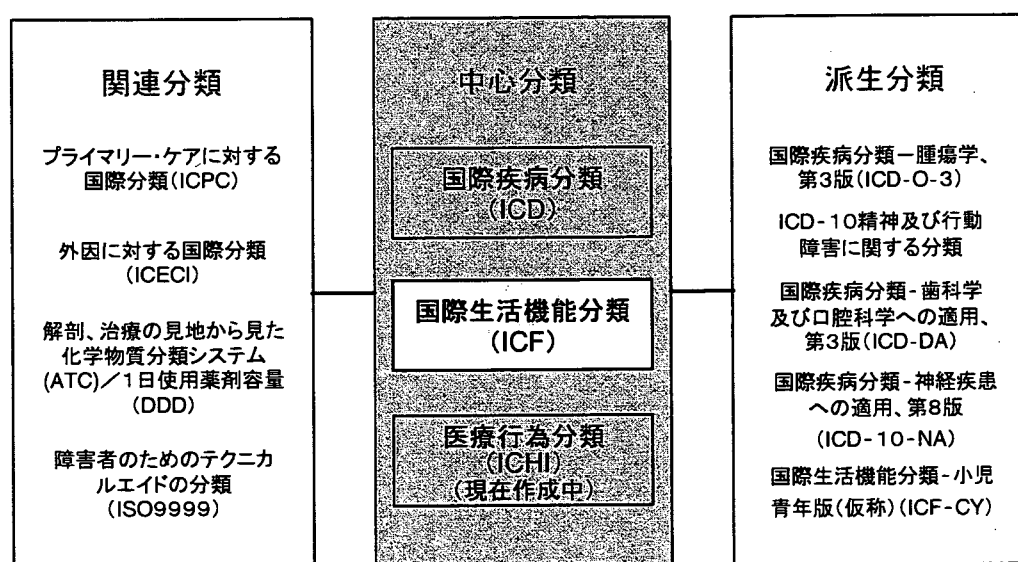 関連分類
プライマリー・ケアに対する
国際分類(ICPC)
外因に対する国際分類
(ICECI)
解剖、治療の見地から見た
化学物質分類システム
(ATC)／1日使用薬剤容量
(DDD)
障害者のためのテクニカ
ルエイドの分類
(ISO9999)
中心分類
国際疾病分類
(ICD)
国際生活機能分類
(ICF)
医療行為分類
(ICHI)
(現在作成中)
派生分類
国際疾病分類－腫瘍学、
第3版(ICD-O-3)
ICD-10精神及び行動
障害に関する分類
国際疾病分類-歯科学
及び口腔科学への適用、
第3版(ICD-DA)
国際疾病分類-神経疾患
への適用、第8版
(ICD-10-NA)
国際生活機能分類-小児
青年版(仮称)(ICF-CY)